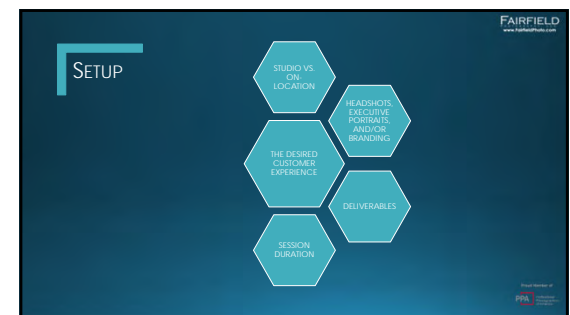 FAIRFIELD
www.FairfieldPhoto.com
SETUP
STUDIO VS.
ON-
LOCATION
HEADSHOTS,
EXECUTIVE
PORTRAITS,
AND/OR
BRANDING
THE DESIRED
CUSTOMER
EXPERIENCE
DELIVERABLES
SESSION
DURATION
Proud Member of
PPA